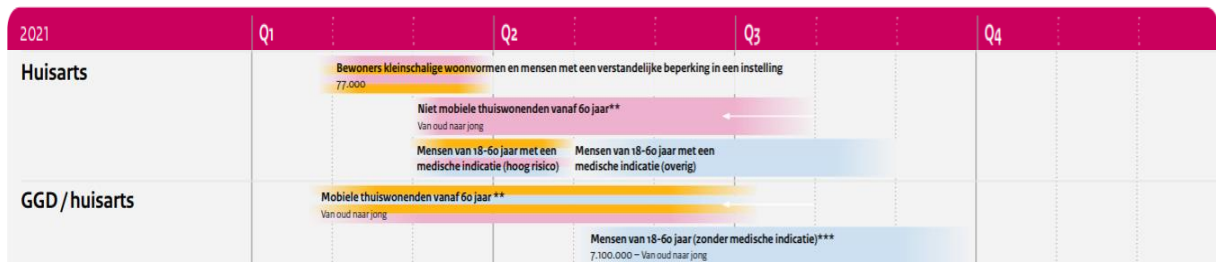 2021 Q1 Q2 Q3 Q4
Huisarts
Bewoners kleinschalige woonvormen en mensen met een verstandelijke beperking in een instelling
77.000
Niet mobiele thuiswonenden vanaf 60 jaar**
Van oud naar jong
Mensen van 18-60 jaar met een
medische indicatie (hoog risico)
Mensen van 18-60 jaar met een
medische indicatie (overig)
GGD / huisarts
Mobiele thuiswonenden vanaf 60 jaar **
Van oud naar jong
Mensen van 18-60 jaar (zonder medische indicatie)***
7.100.000 – Van oud naar jong